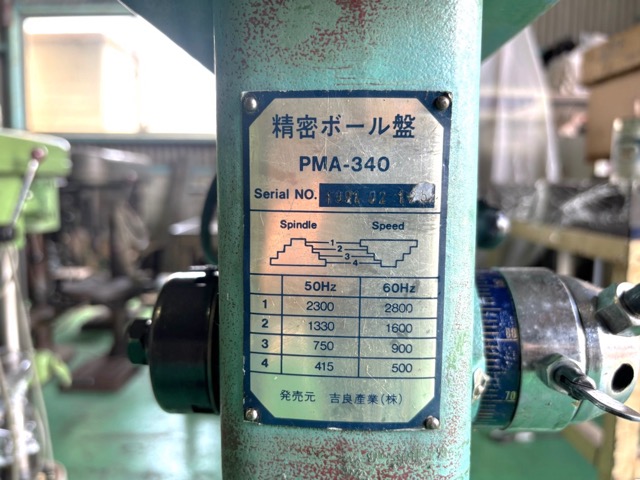 精密ボール盤
PMA-340
Serial NO.
Spindle Speed
1
2
3
4
50Hz 60Hz
1 2300 2800
2 1330 1600
3 750 900
4 415 500
発売元 吉良産業(株)
80
70